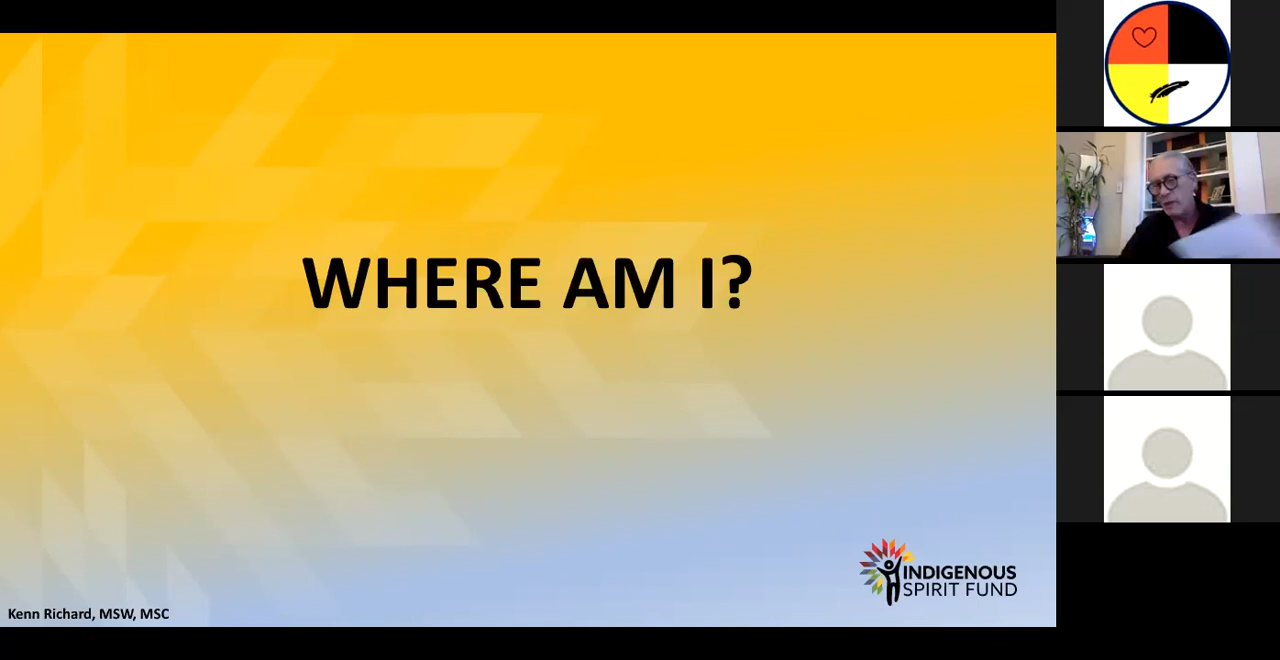 WHERE AM I?
INDIGENOUS
SPIRIT FUND
Kenn Richard, MSW, MSC